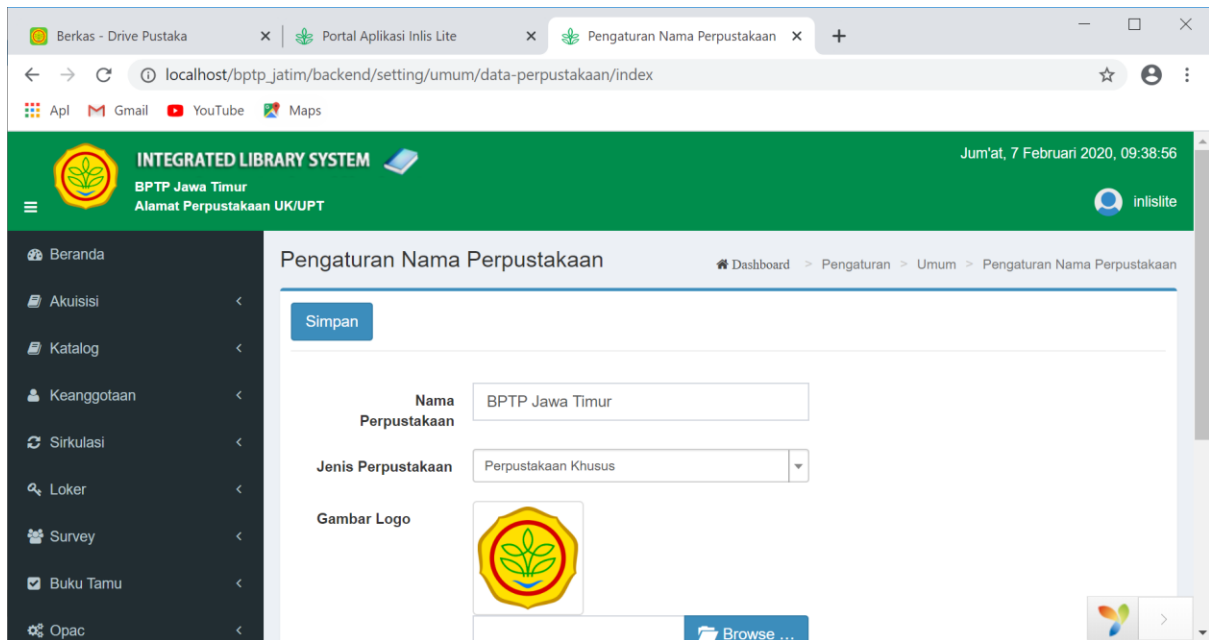 Berkas - Drive Pustaka
Portal Aplikasi Inlis Lite
Pengaturan Nama Perpustakaan
localhost/bptp_jatim/backend/setting/umum/data-perpustakaan/index
Apl Gmail YouTube Maps
INTEGRATED LIBRARY SYSTEM
BPTP Jawa Timur
Alamat Perpustakaan UK/UPT
Jum'at, 7 Februari 2020, 09:38:56
inlislite
Beranda
Akuisisi
Katalog
Keanggotaan
Sirkulasi
Loker
Survey
Buku Tamu
Opac
Pengaturan Nama Perpustakaan
Dashboard > Pengaturan > Umum > Pengaturan Nama Perpustakaan
Simpan
Nama
Perpustakaan
BPTP Jawa Timur
Jenis Perpustakaan
Perpustakaan Khusus
Gambar Logo
Browse ...